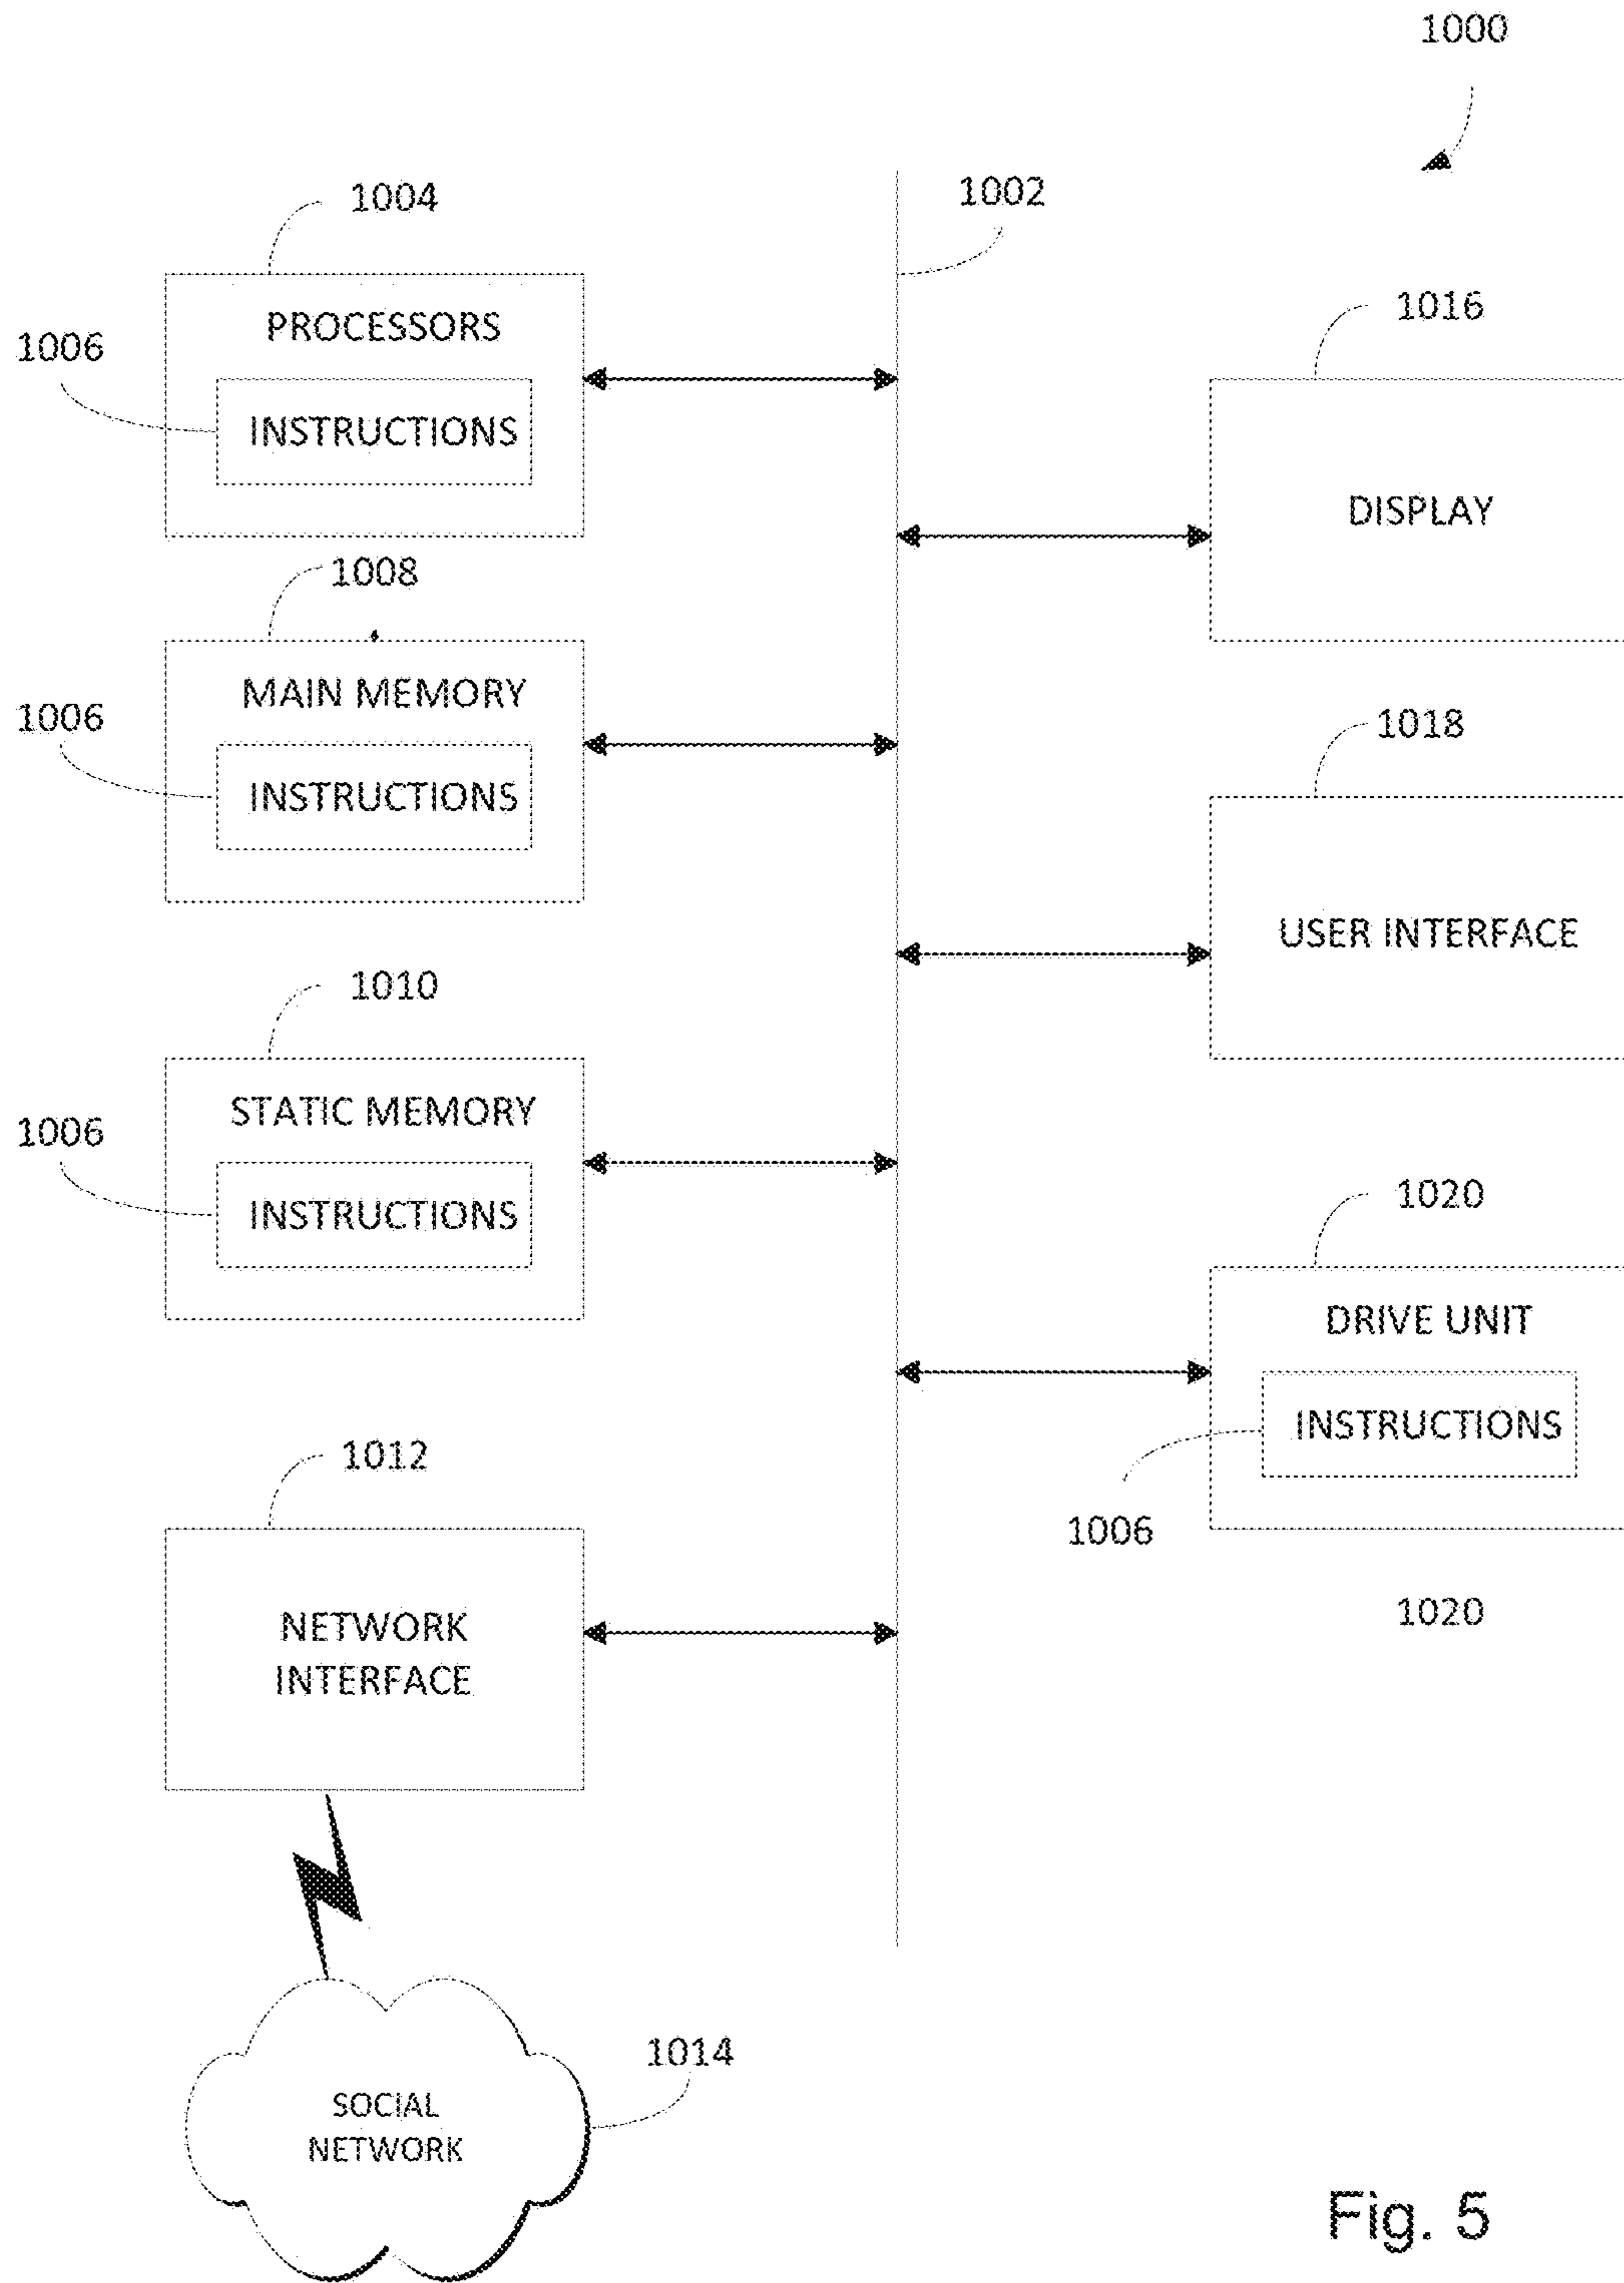 1000
1004
1002
PROCESSORS
1006
INSTRUCTIONS
1016
DISPLAY
1008
MAIN MEMORY
1006
INSTRUCTIONS
1018
USER INTERFACE
1010
STATIC MEMORY
1006
INSTRUCTIONS
1020
DRIVE UNIT
INSTRUCTIONS
1006
1020
1012
NETWORK
INTERFACE
1014
SOCIAL
NETWORK
Fig. 5